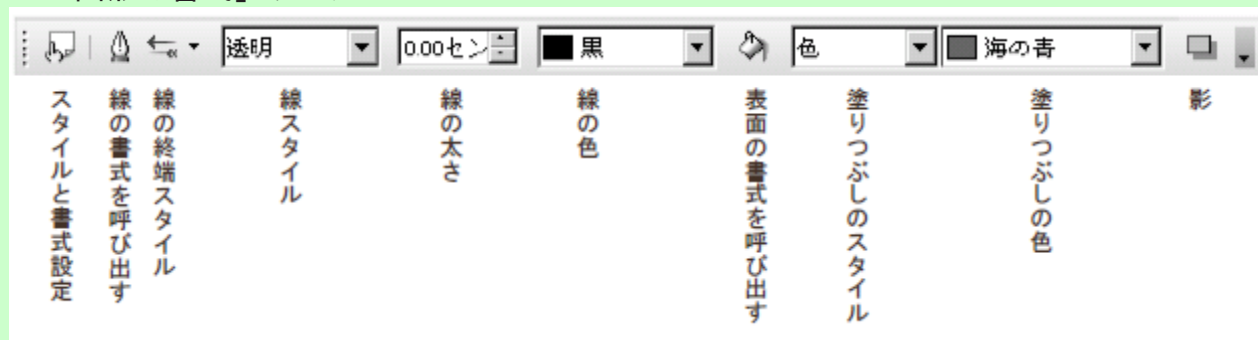 透明
0.00セン
黒
色
海の青
スタイルと書式設定
線の書式を呼び出す
線の終端スタイル
線スタイル
線の太さ
線の色
表面の書式を呼び出す
塗りつぶしのスタイル
塗りつぶしの色
影